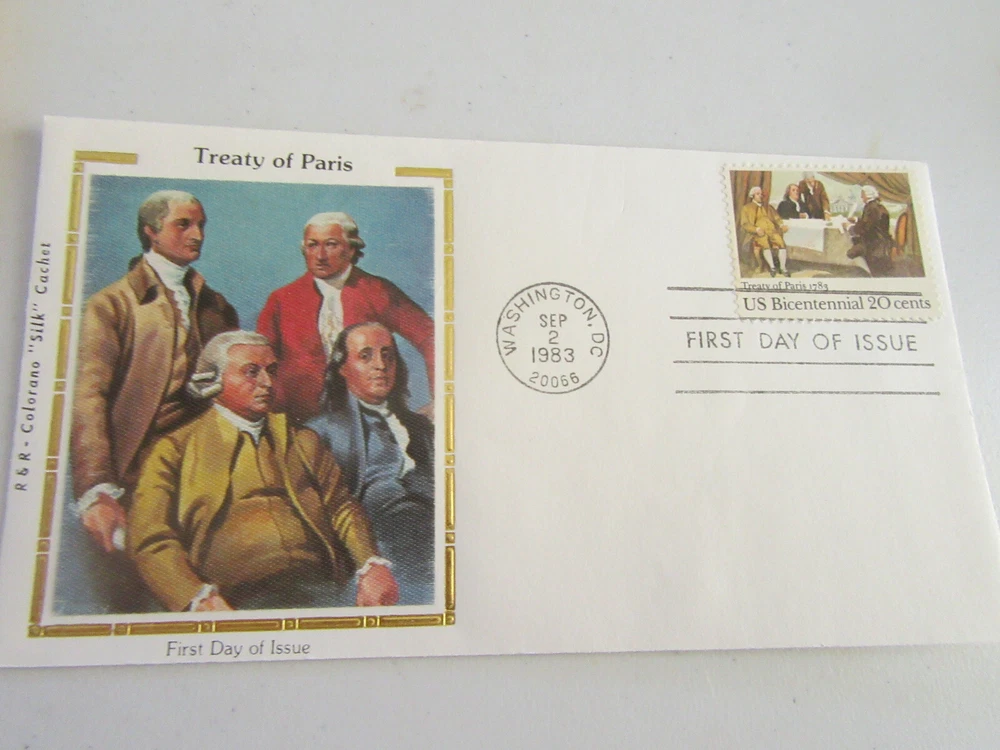 Treaty of Paris
R & R - Colorano "Silk" Cachet
First Day of Issue
WASHINGTON, DC
SEP
2
1983
20066
Treaty of Paris 1783
US Bicentennial 20 cents
FIRST DAY OF ISSUE